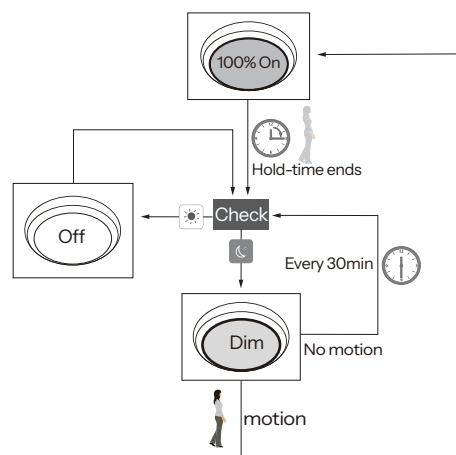 100% On
Hold-time ends
Check
Off
Every 30min
Dim
No motion
motion